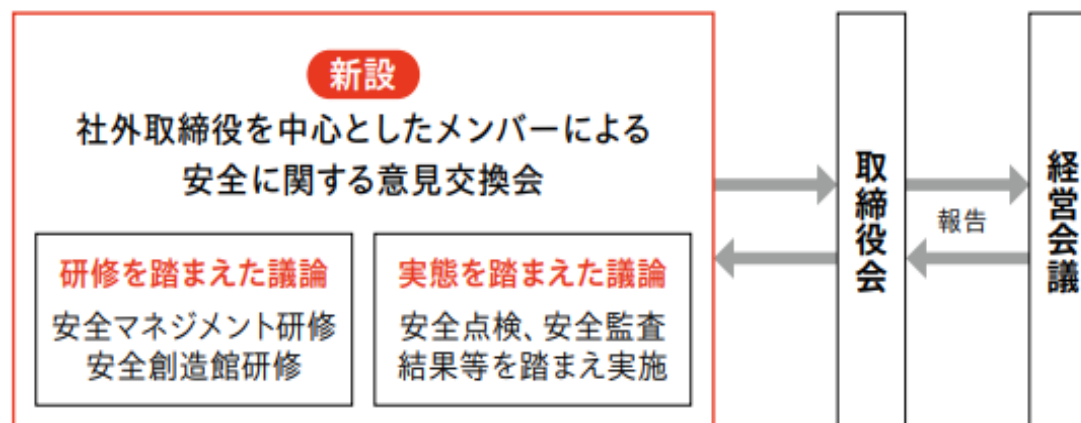 新設
社外取締役を中心としたメンバーによる
安全に関する意見交換会
研修を踏まえた議論
安全マネジメント研修
安全創造館研修
実態を踏まえた議論
安全点検、安全監査
結果等を踏まえ実施
取締役会
報告
経営会議